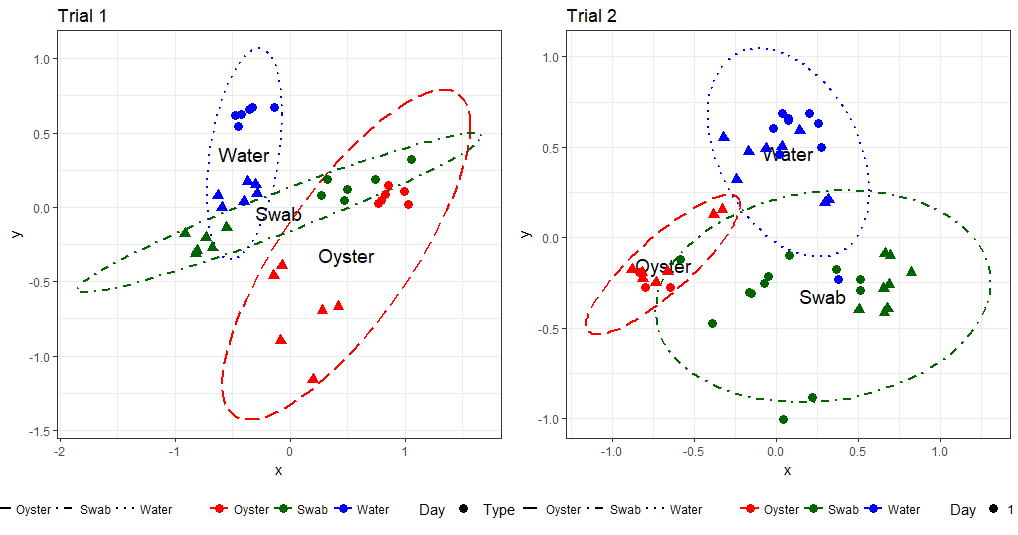 Trial 1
Trial 2
1.0
0.5
0.0
-0.5
-1.0
-1.5
y
Water
Swab
Oyster
-2
-1
0
1
x
1.0
0.5
0.0
-0.5
-1.0
y
Water
Oyster
Swab
-1.0
-0.5
0.0
0.5
1.0
x
Oyster Swab Water Oyster Swab Water Day Type Oyster Swab Water Oyster Swab Water Day 1